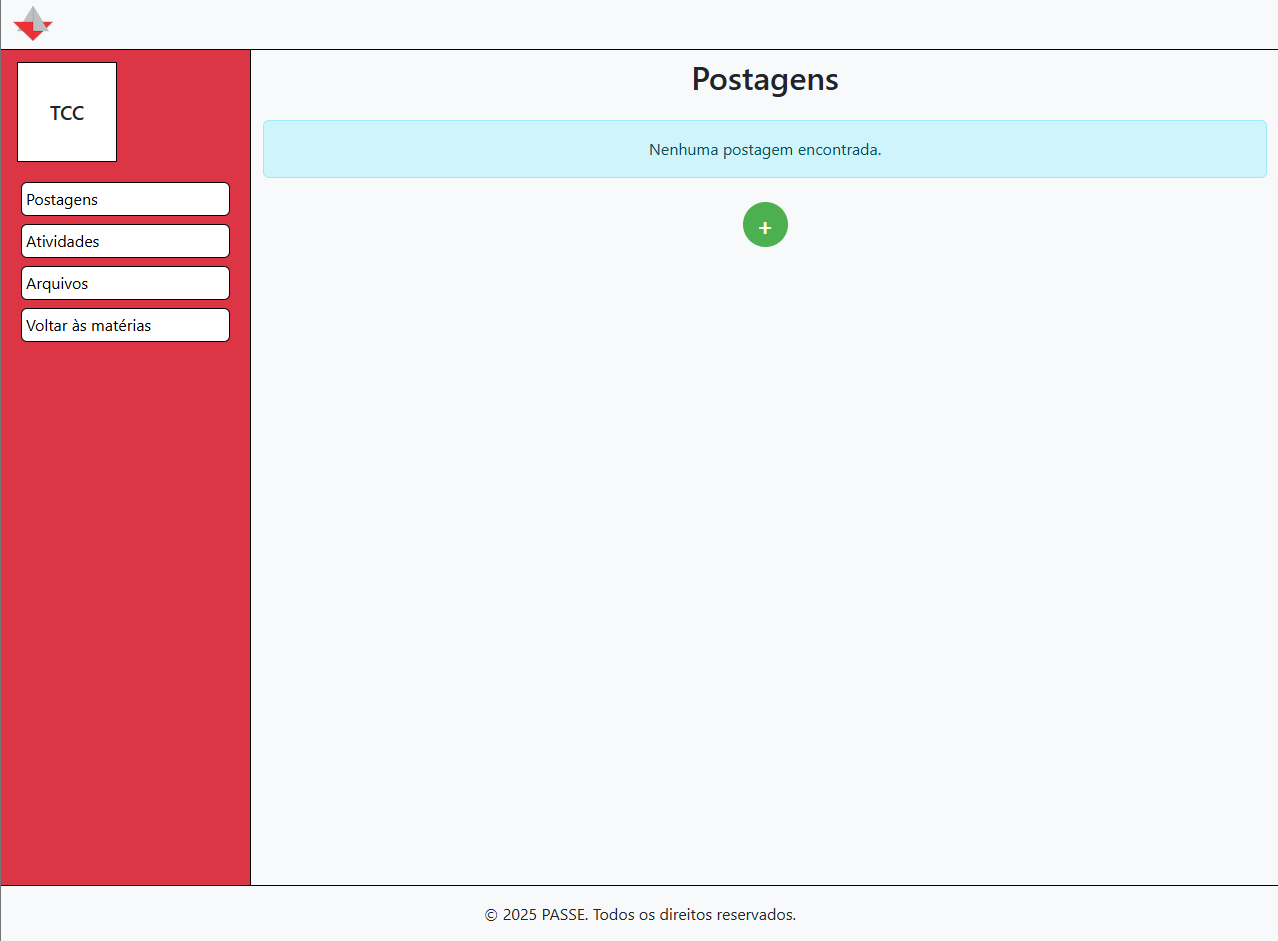 TCC
Postagens
Atividades
Arquivos
Voltar às matérias
Postagens
Nenhuma postagem encontrada.
+
© 2025 PASSE. Todos os direitos reservados.